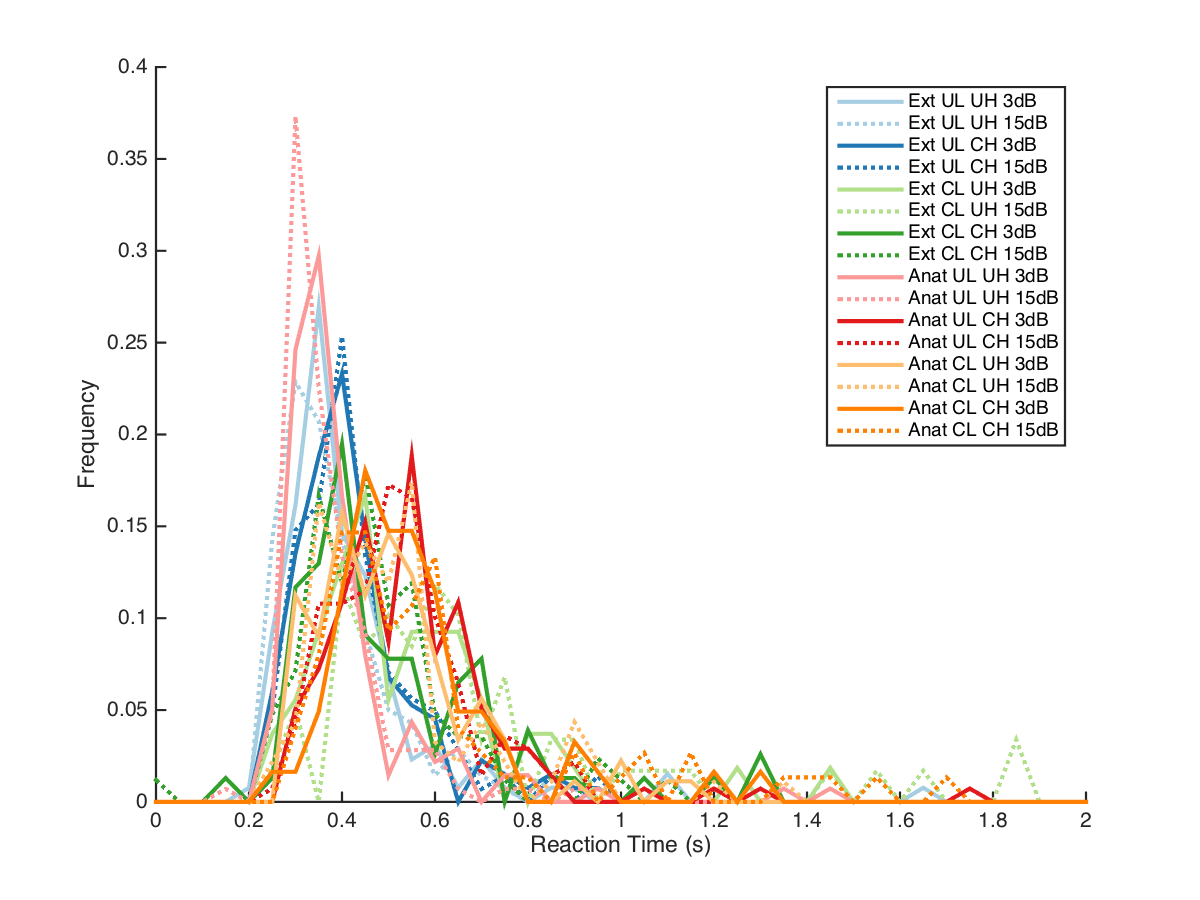 0.4
0.35
0.3
0.25
0.2
0.15
0.1
0.05
0
Frequency
0 0.2 0.4 0.6 0.8 1 1.2 1.4 1.6 1.8 2
Reaction Time (s)
Ext UL UH 3dB
Ext UL UH 15dB
Ext UL CH 3dB
Ext UL CH 15dB
Ext CL UH 3dB
Ext CL UH 15dB
Ext CL CH 3dB
Ext CL CH 15dB
Anat UL UH 3dB
Anat UL UH 15dB
Anat UL CH 3dB
Anat UL CH 15dB
Anat CL UH 3dB
Anat CL UH 15dB
Anat CL CH 3dB
Anat CL CH 15dB